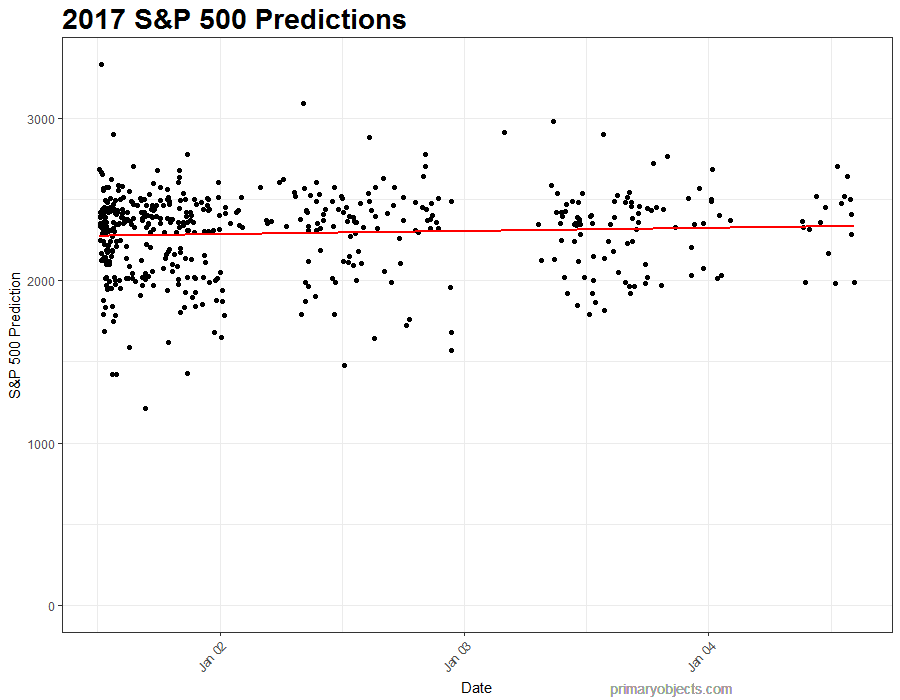 2017 S&P 500 Predictions
S&P 500 Prediction
3000
2000
1000
0
Jan 02
Jan 03
Jan 04
Date
primaryobjects.com